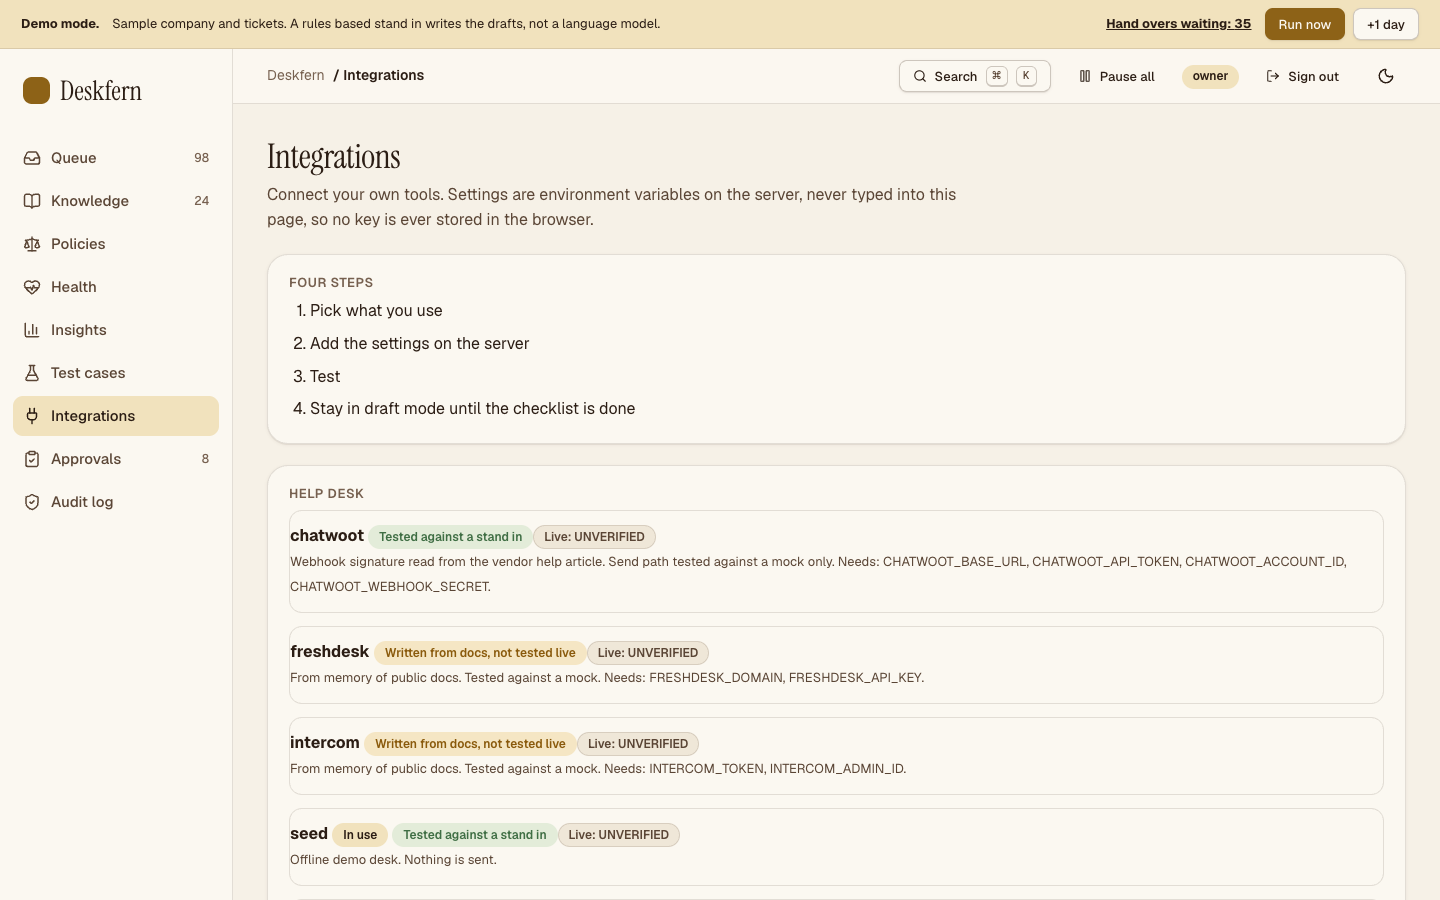 Demo mode. Sample company and tickets. A rules based stand in writes the drafts, not a language model. Hand overs waiting: 35 Run now +1 day
Deskfern
Deskfern / Integrations Search ⌘ K Pause all owner Sign out
Queue 98
Knowledge 24
Policies
Health
Insights
Test cases
Integrations
Approvals 8
Audit log
Integrations
Connect your own tools. Settings are environment variables on the server, never typed into this
page, so no key is ever stored in the browser.
FOUR STEPS
1. Pick what you use
2. Add the settings on the server
3. Test
4. Stay in draft mode until the checklist is done
HELP DESK
chatwoot Tested against a stand in Live: UNVERIFIED
Webhook signature read from the vendor help article. Send path tested against a mock only. Needs: CHATWOOT_BASE_URL, CHATWOOT_API_TOKEN, CHATWOOT_ACCOUNT_ID,
CHATWOOT_WEBHOOK_SECRET.
freshdesk Written from docs, not tested live Live: UNVERIFIED
From memory of public docs. Tested against a mock. Needs: FRESHDESK_DOMAIN, FRESHDESK_API_KEY.
intercom Written from docs, not tested live Live: UNVERIFIED
From memory of public docs. Tested against a mock. Needs: INTERCOM_TOKEN, INTERCOM_ADMIN_ID.
seed In use Tested against a stand in Live: UNVERIFIED
Offline demo desk. Nothing is sent.